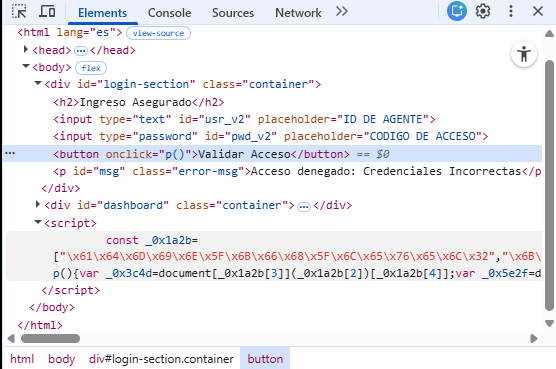 Elements Console Sources Network
<html lang="es"> view-source
<head> ⋯ </head>
<body> flex
<div id="login-section" class="container">
<h2>Ingreso Asegurado</h2>
<input type="text" id="usr_v2" placeholder="ID DE AGENTE">
<input type="password" id="pwd_v2" placeholder="CODIGO DE ACCESO">
<button onclick="p()">Validar Acceso</button> == $0
<p id="msg" class="error-msg">Acceso denegado: Credenciales Incorrectas</p
</div>
<div id="dashboard" class="container"> ⋯ </div>
<script>
const _0x1a2b=
["\x61\x64\x6D\x69\x6E\x5F\x6B\x66\x68\x5F\x6C\x65\x76\x65\x6C\x32","\x6B\
p(){var _0x3c4d=document[_0x1a2b[3]](_0x1a2b[2])[_0x1a2b[4]];var _0x5e2f=d
</script>
</body>
</html>
html body div#login-section.container button